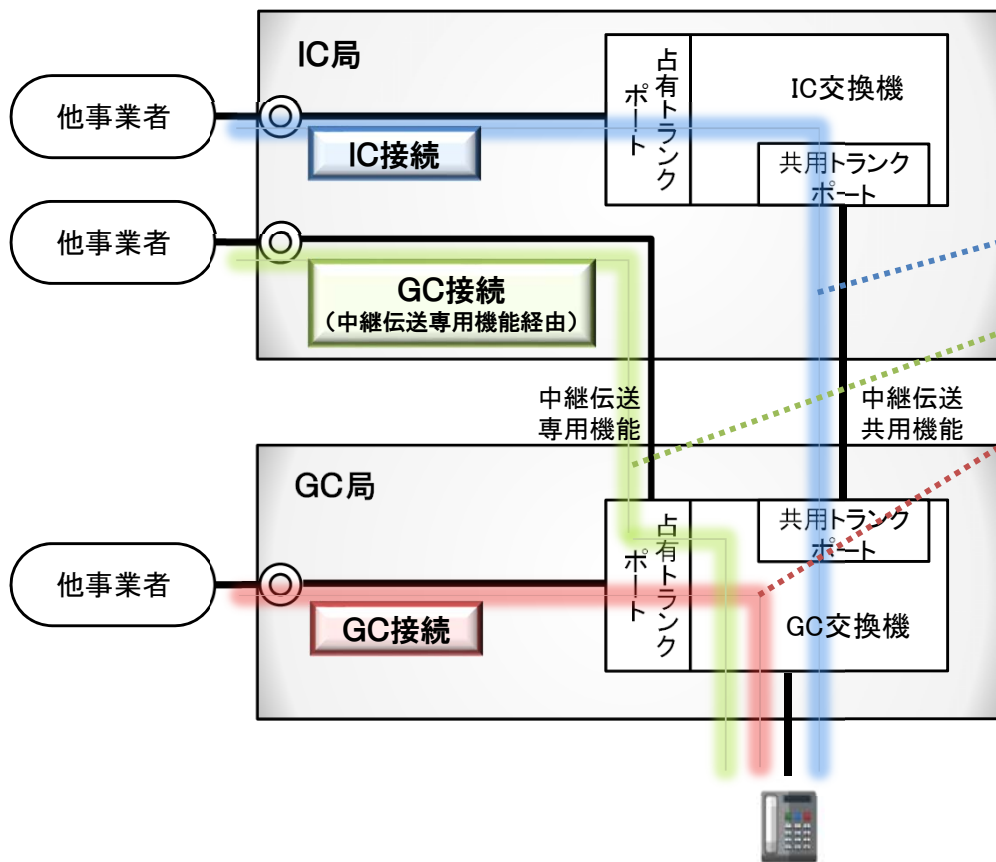 IC局
他事業者
IC接続
占有トランク
ポート
IC交換機
共用トランク
ポート
他事業者
GC接続
（中継伝送専用機能経由）
中継伝送
専用機能
中継伝送
共用機能
GC局
他事業者
GC接続
占有トランク
ポート
共用トランク
ポート
GC交換機